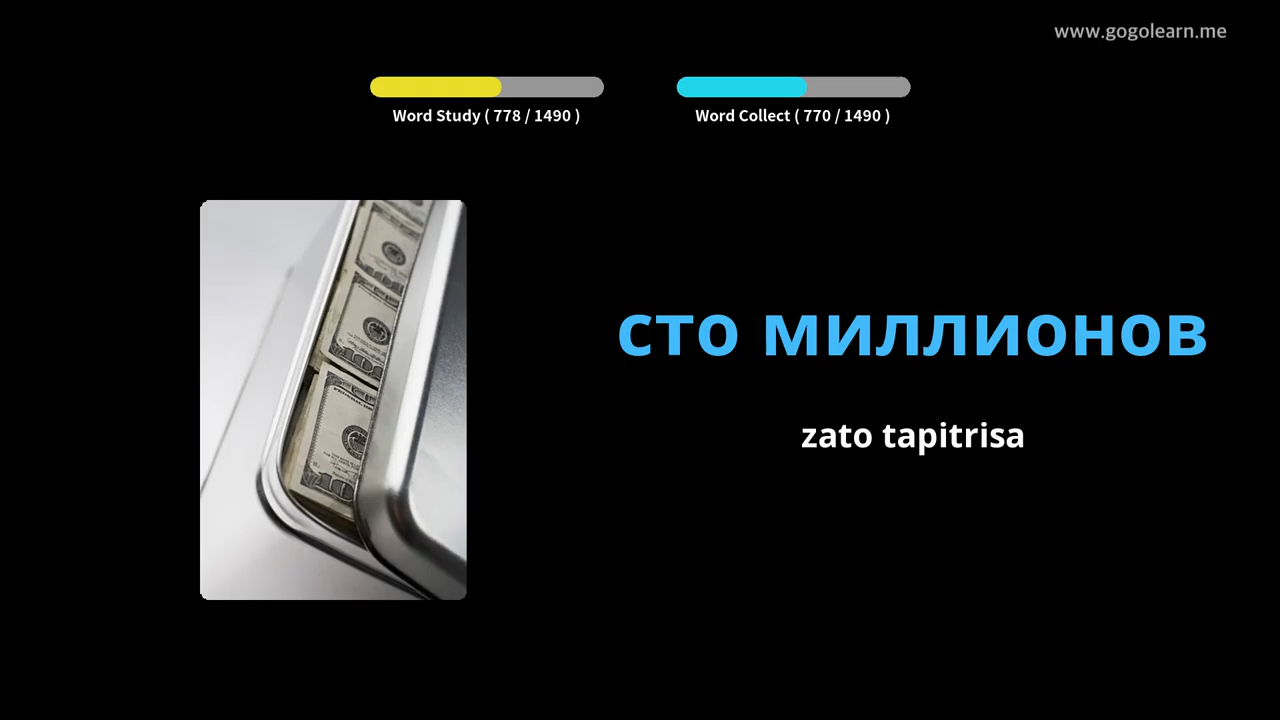 www.gogolearn.me
Word Study ( 778 / 1490 )
Word Collect ( 770 / 1490 )
сто миллионов
zato tapitrisa